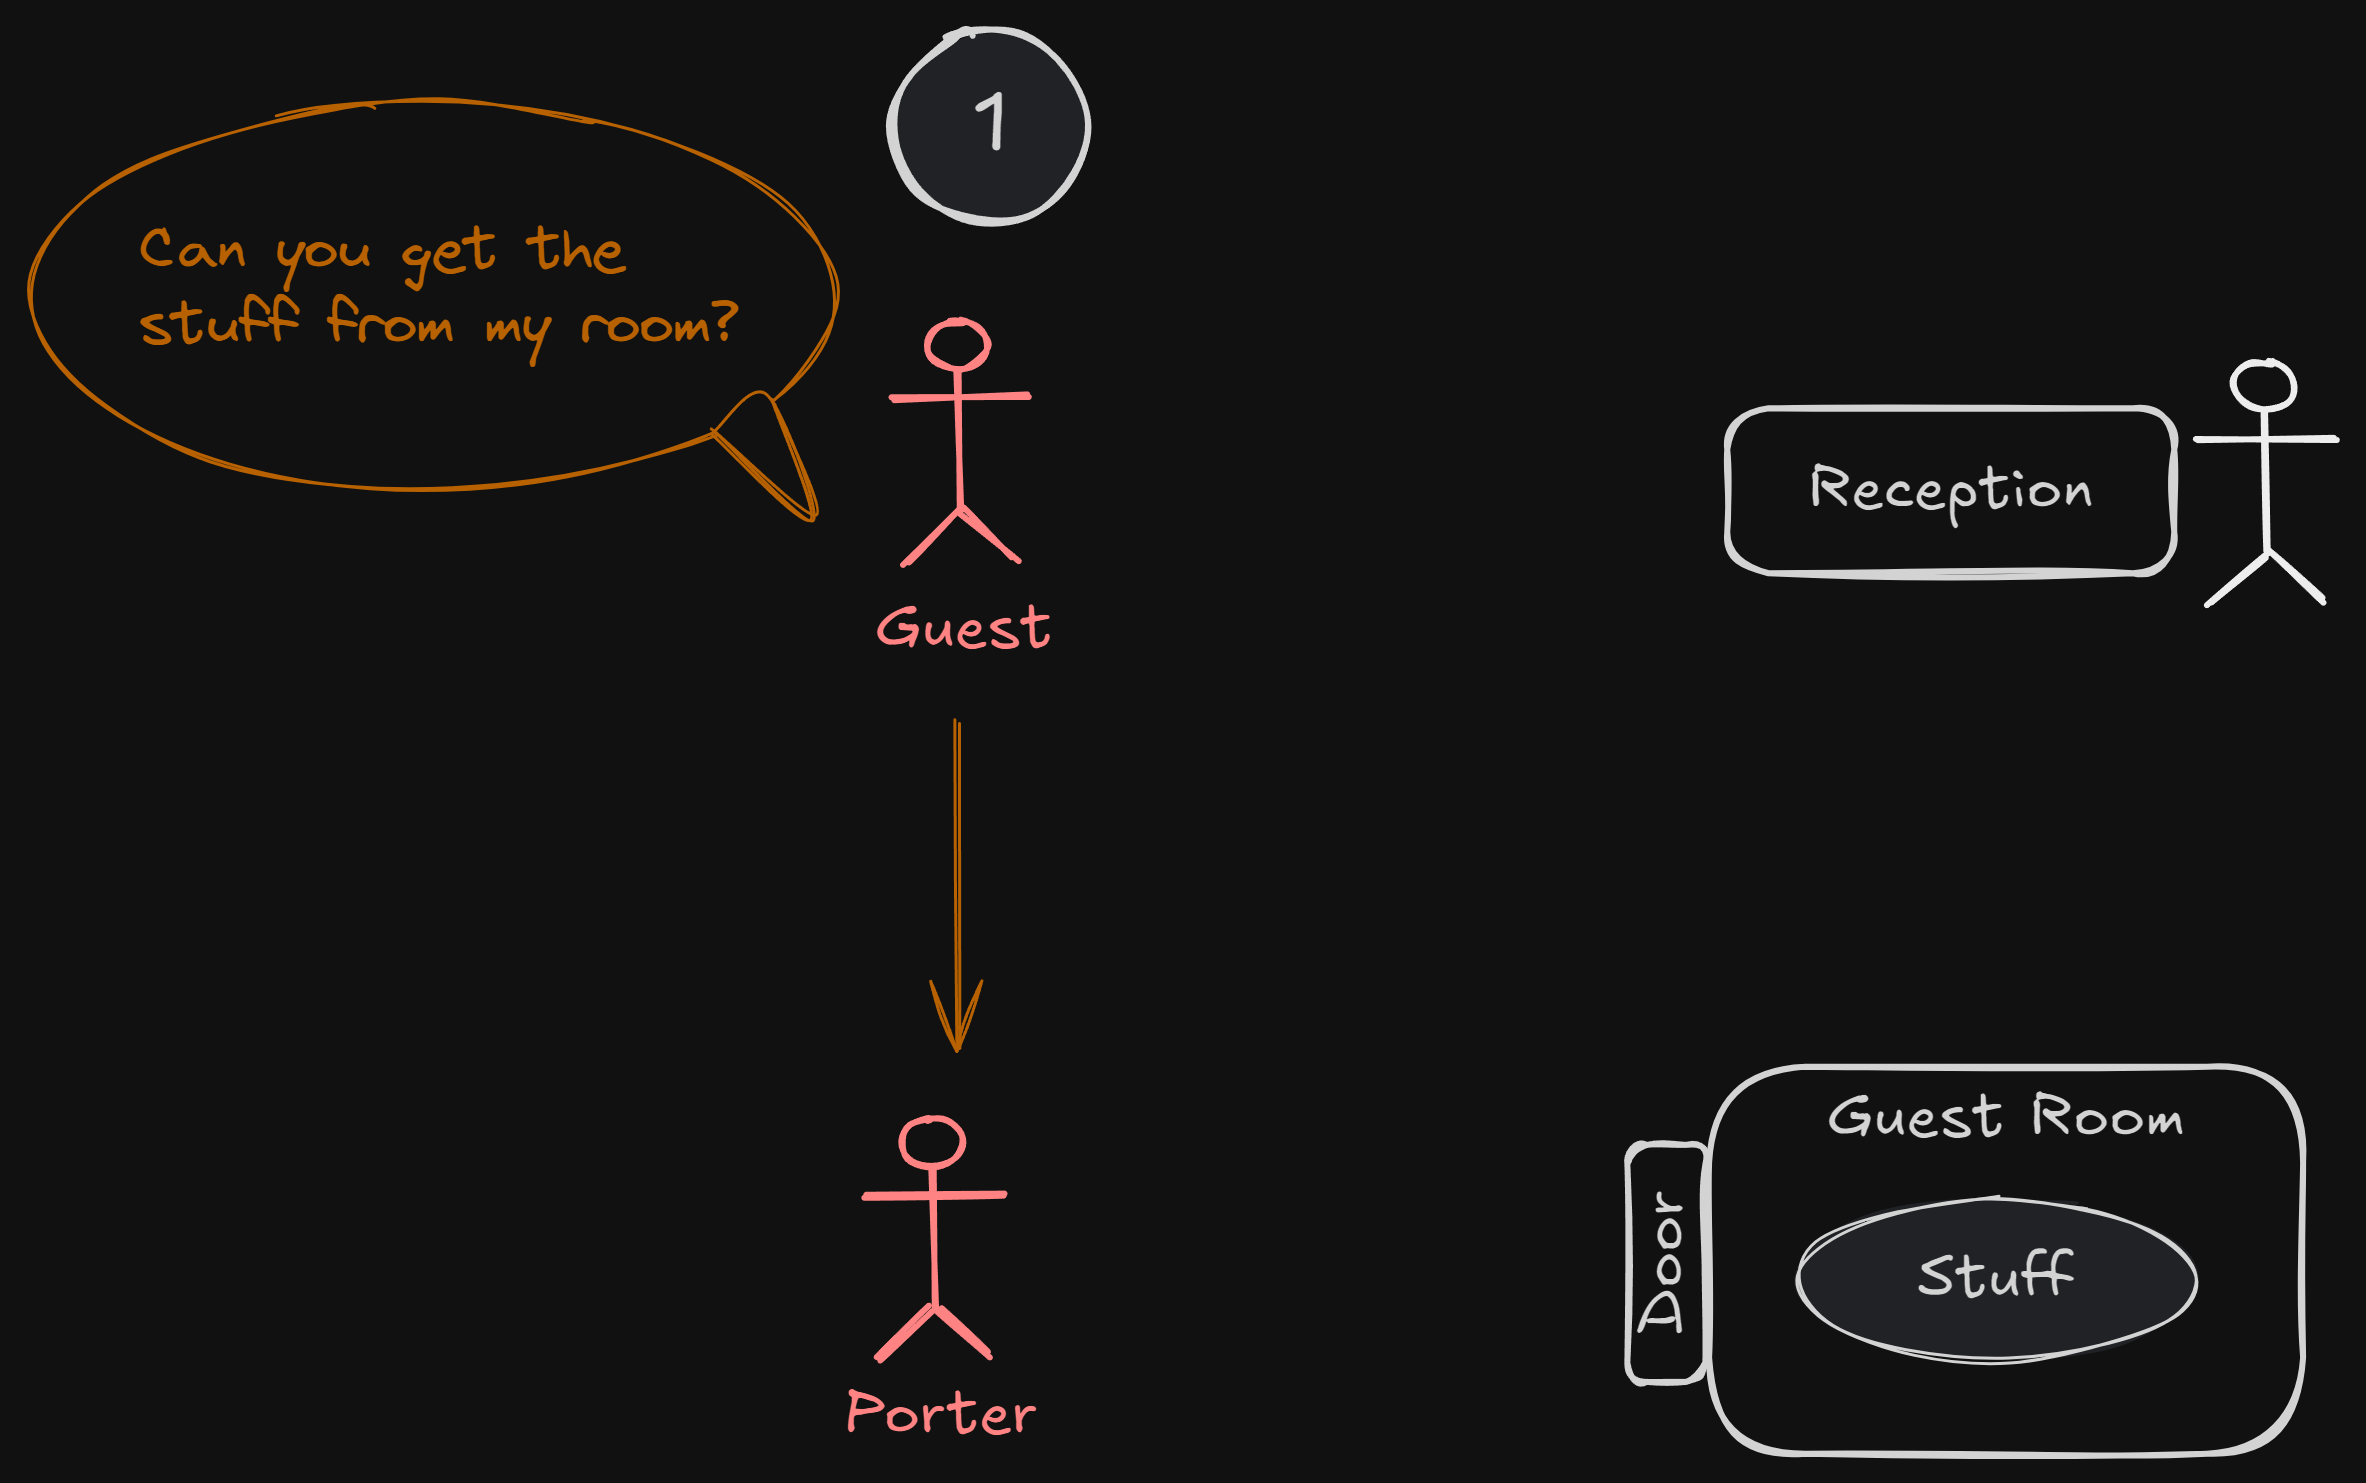 1
Can you get the
stuff from my room?
Guest
Reception
Porter
Guest Room
Door
Stuff